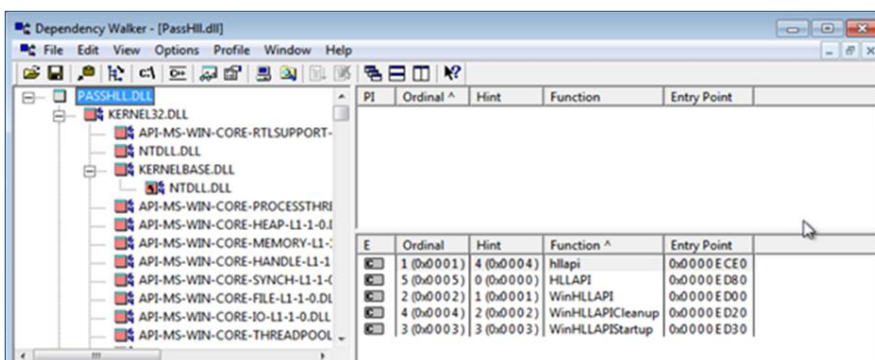 Dependency Walker - [PassHll.dll]
File Edit View Options Profile Window Help
c:\ C++
PASSHLL.DLL
KERNEL32.DLL
API-MS-WIN-CORE-RTLSUPPORT-
NTDLL.DLL
KERNELBASE.DLL
NTDLL.DLL
API-MS-WIN-CORE-PROCESSTHRE
API-MS-WIN-CORE-HEAP-L1-1-0.D
API-MS-WIN-CORE-MEMORY-L1-
API-MS-WIN-CORE-HANDLE-L1-1
API-MS-WIN-CORE-SYNCH-L1-1-0
API-MS-WIN-CORE-FILE-L1-1-0.DL
API-MS-WIN-CORE-IO-L1-1-0.DLL
API-MS-WIN-CORE-THREADPOOL
PI Ordinal ^ Hint Function Entry Point
E Ordinal Hint Function ^ Entry Point
C 1 (0x0001) 4 (0x0004) hllapi 0x0000ECE0
C 5 (0x0005) 0 (0x0000) HLLAPI 0x0000ED80
C 2 (0x0002) 1 (0x0001) WinHLLAPI 0x0000ED00
C 4 (0x0004) 2 (0x0002) WinHLLAPICleanup 0x0000ED20
C 3 (0x0003) 3 (0x0003) WinHLLAPIStartup 0x0000ED30